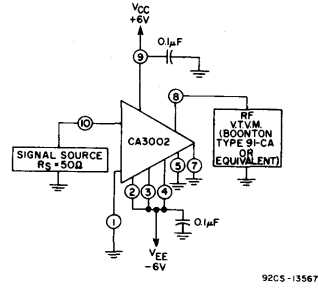 VCC
+6V
0.1µF
9
8
10
CA3002
RF
V.T.V.M.
(BOONTON
TYPE 91-CA
OR
EQUIVALENT)
SIGNAL SOURCE
RS = 50Ω
5
7
2
3
4
1
0.1µF
VEE
-6V
92CS-13567